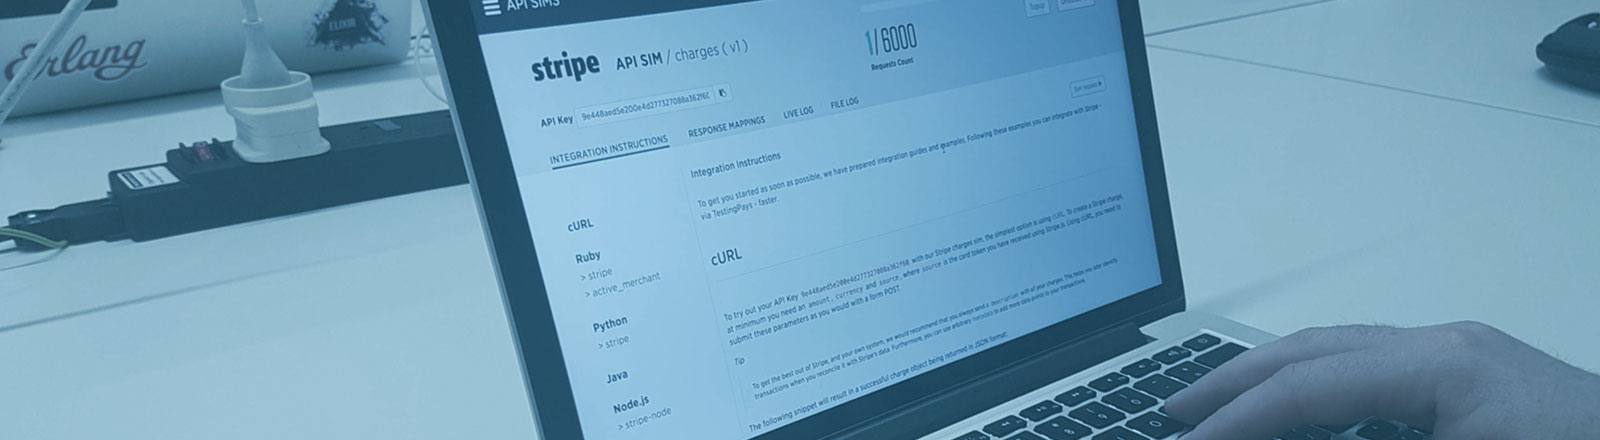 Erlang
ELIXIR
API SIMS
stripe API SIM / charges ( v1 )
1/6000
Requests Count
API Key 9e448aed5e200e4d277327088a362f60
INTEGRATION INSTRUCTIONS RESPONSE MAPPINGS LIVE LOG FILE LOG
cURL
Ruby
> stripe
> active_merchant
Python
> stripe
Java
Node.js
> stripe-node
Integration Instructions
To get you started as soon as possible, we have prepared integration guides and examples. Following these examples you can integrate with Stripe -
via TestingPays - faster.
cURL
To try out your API Key 9e448aed5e200e4d277327088a362f60 with our Stripe charges sim, the simplest option is using cURL. To create a Stripe charge,
at minimum you need an amount, currency and source, where source is the card token you have received using Stripe.js. Using cURL, you need to
submit these parameters as you would with a form POST.
Tip
To get the best out of Stripe, and your own system, we would recommend that you always send a description with all of your charges. This helps you later identify
transactions when you reconcile it with Stripe's data. Furthermore, you can use arbitrary metadata to add more data points to your transactions.
The following snippet will result in a successful charge object being returned in JSON format: